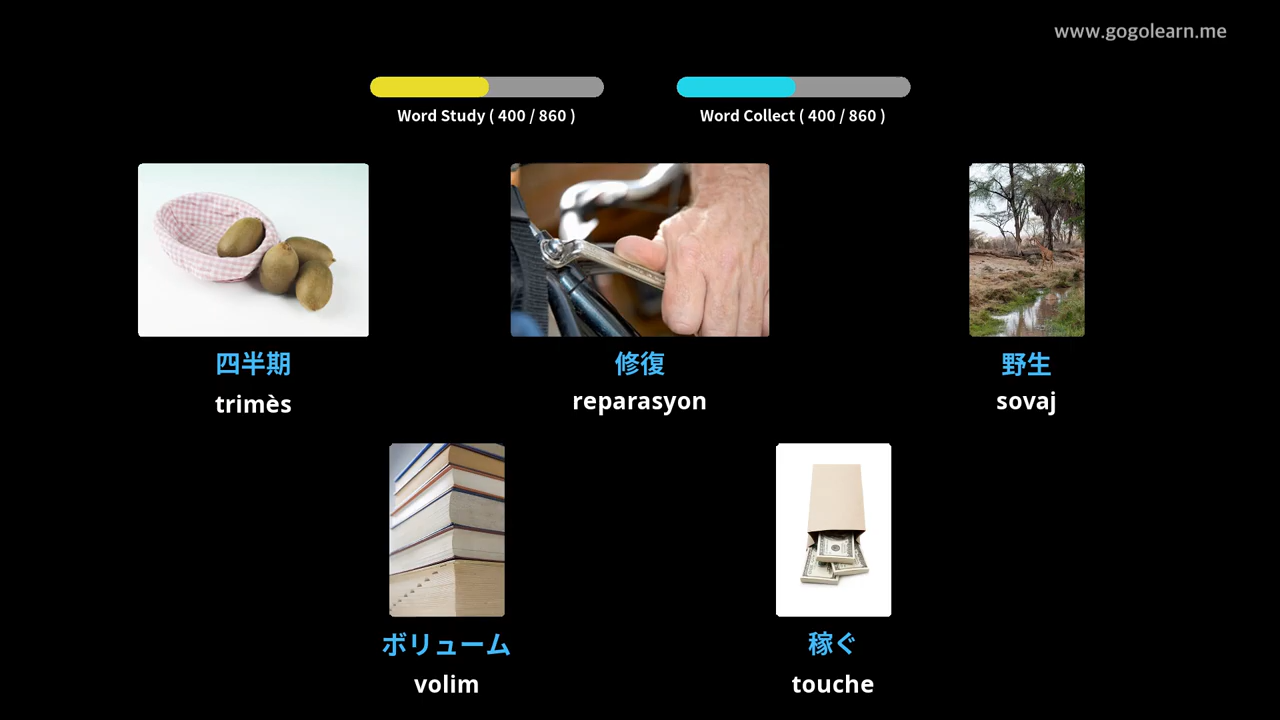 www.gogolearn.me
Word Study ( 400 / 860 )
Word Collect ( 400 / 860 )
四半期
trimès
修復
reparasyon
野生
sovaj
ボリューム
volim
稼ぐ
touche